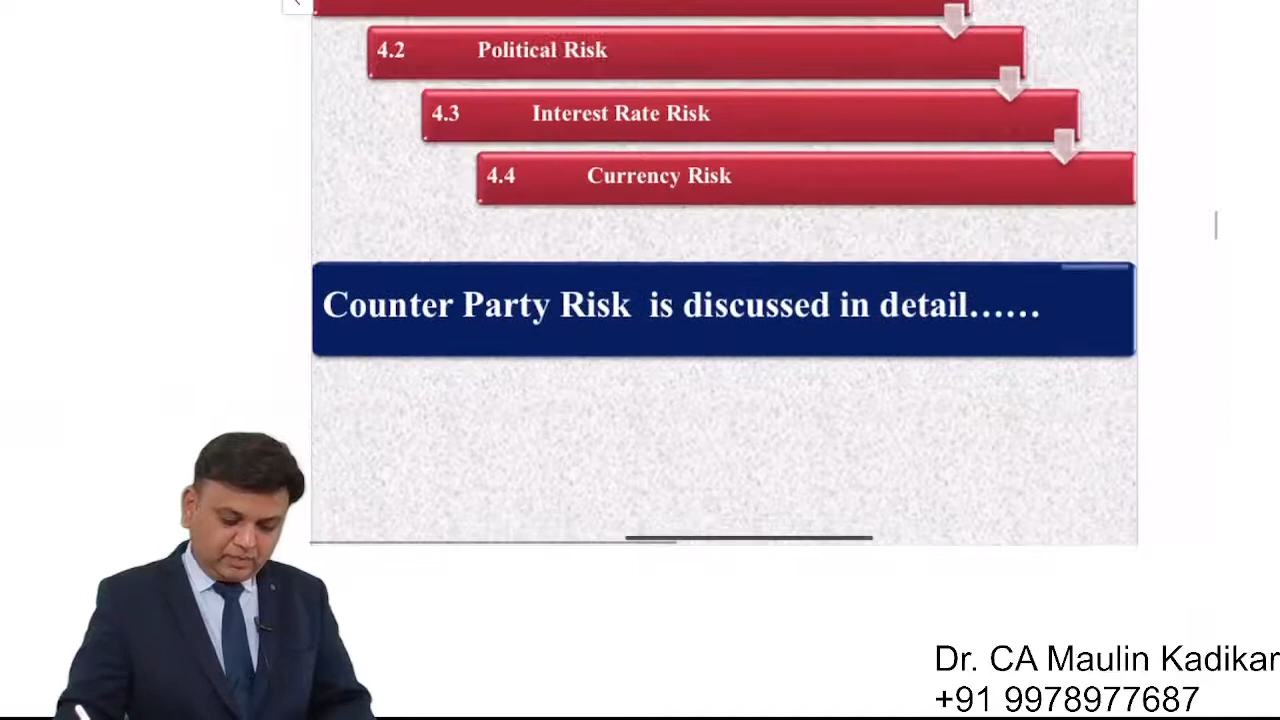 4.2 Political Risk
4.3 Interest Rate Risk
4.4 Currency Risk
Counter Party Risk is discussed in detail……
Dr. CA Maulin Kadikar
+91 9978977687